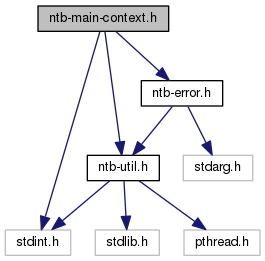 ntb-main-context.h
ntb-error.h
ntb-util.h
stdarg.h
stdint.h
stdlib.h
pthread.h